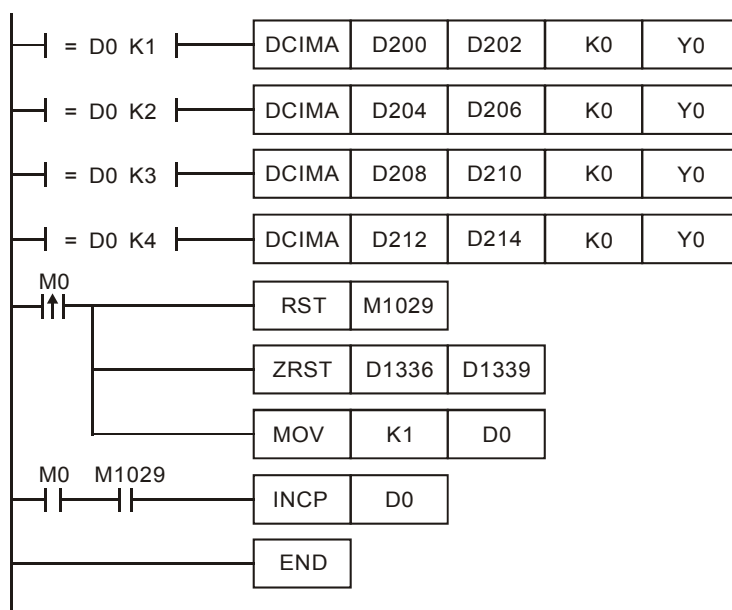 = D0 K1 DCIMA D200 D202 K0 Y0
= D0 K2 DCIMA D204 D206 K0 Y0
= D0 K3 DCIMA D208 D210 K0 Y0
= D0 K4 DCIMA D212 D214 K0 Y0
M0
RST M1029
ZRST D1336 D1339
MOV K1 D0
M0 M1029
INCP D0
END